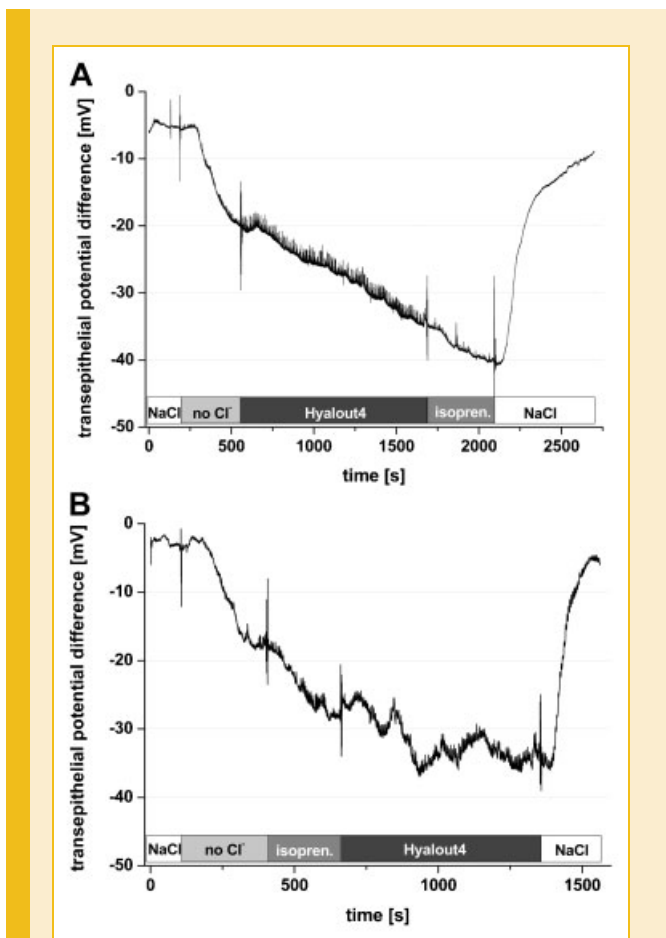 A
transepithelial potential difference [mV]
0
-10
-20
-30
-40
-50
NaCl no Cl⁻ Hyalout4 isopren. NaCl
0 500 1000 1500 2000 2500
time [s]
B
transepithelial potential difference [mV]
0
-10
-20
-30
-40
-50
NaCl no Cl⁻ isopren. Hyalout4 NaCl
0 500 1000 1500
time [s]